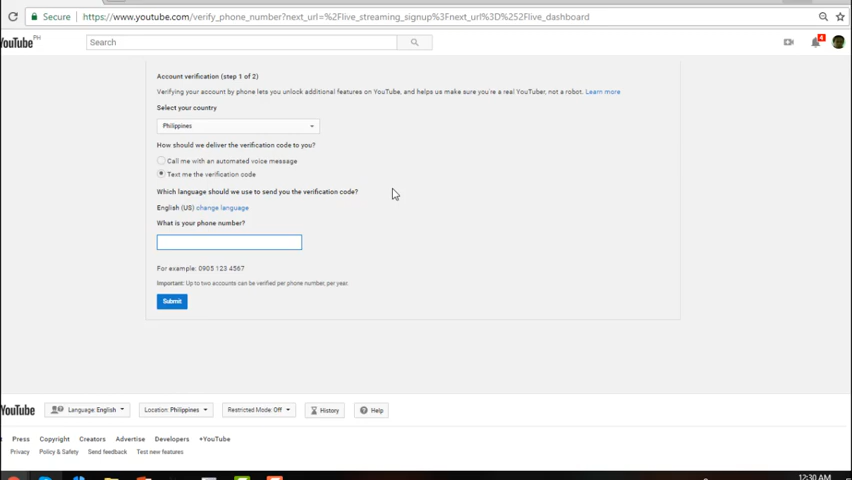 Secure https://www.youtube.com/verify_phone_number?next_url=%2Flive_streaming_signup%3Fnext_url%3D%252Flive_dashboard
YouTube PH
Search
4
Account verification (step 1 of 2)
Verifying your account by phone lets you unlock additional features on YouTube, and helps us make sure you're a real YouTuber, not a robot. Learn more
Select your country
Philippines
How should we deliver the verification code to you?
Call me with an automated voice message
Text me the verification code
Which language should we use to send you the verification code?
English (US) change language
What is your phone number?
For example: 0905 123 4567
Important: Up to two accounts can be verified per phone number, per year.
Submit
YouTube Language: English Location: Philippines Restricted Mode: Off History Help
t Press Copyright Creators Advertise Developers +YouTube
Privacy Policy & Safety Send feedback Test new features
12:30 AM